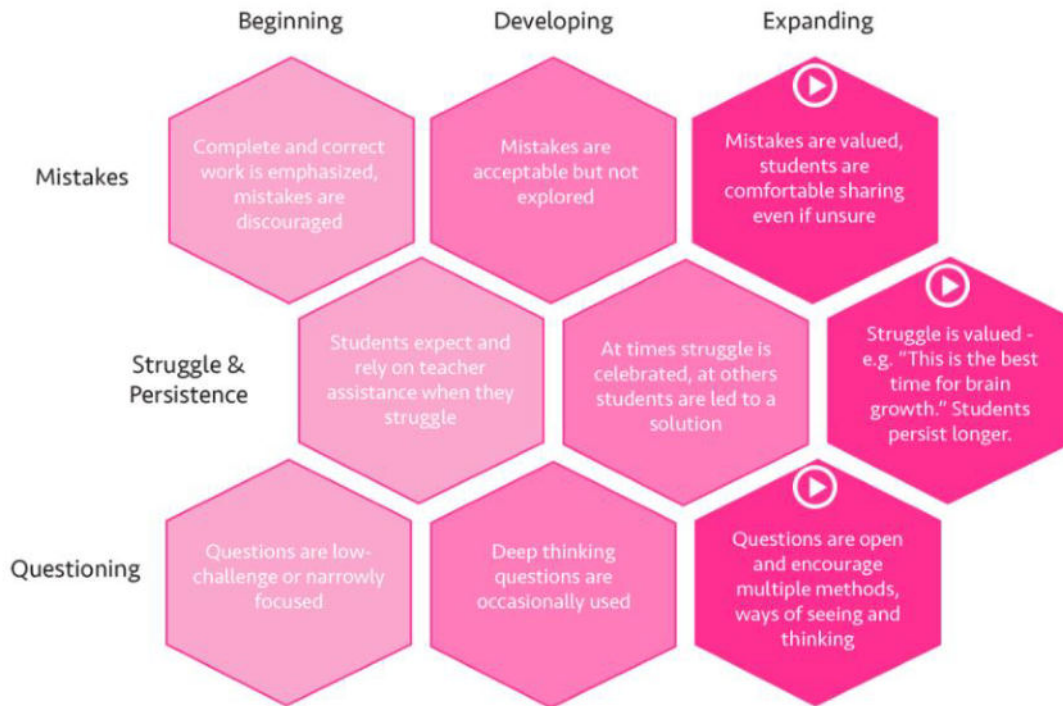 Beginning
Developing
Expanding
Mistakes
Complete and correct
work is emphasized,
mistakes are
discouraged
Mistakes are
acceptable but not
explored
Mistakes are valued,
students are
comfortable sharing
even if unsure
Struggle &
Persistence
Students expect and
rely on teacher
assistance when they
struggle
At times struggle is
celebrated, at others
students are led to a
solution
Struggle is valued -
e.g. “This is the best
time for brain
growth.” Students
persist longer.
Questioning
Questions are low-
challenge or narrowly
focused
Deep thinking
questions are
occasionally used
Questions are open
and encourage
multiple methods,
ways of seeing and
thinking